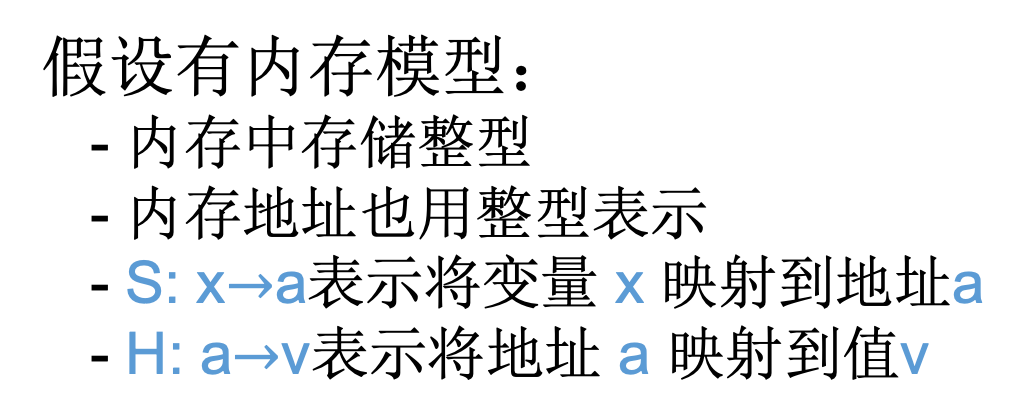 假设有内存模型：
- 内存中存储整型
- 内存地址也用整型表示
- S: x→a表示将变量 x 映射到地址a
- H: a→v表示将地址 a 映射到值v